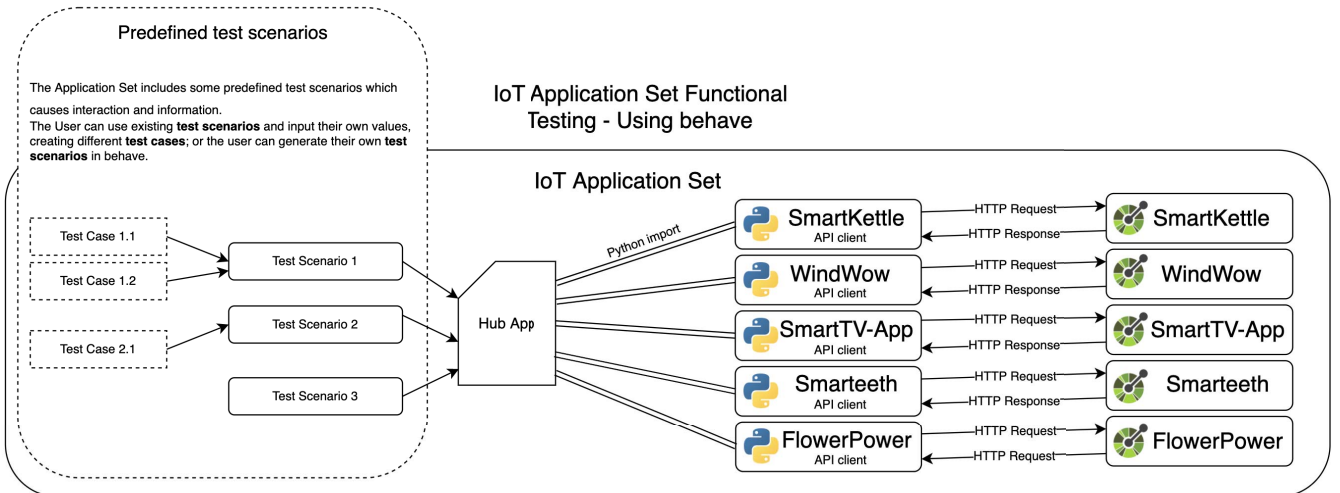 Predefined test scenarios
The Application Set includes some predefined test scenarios which
causes interaction and information.
The User can use existing test scenarios and input their own values,
creating different test cases; or the user can generate their own test
scenarios in behave.
IoT Application Set Functional
Testing - Using behave
IoT Application Set
Test Case 1.1
Test Case 1.2
Test Case 2.1
Test Scenario 1
Test Scenario 2
Test Scenario 3
Hub App
Python import
SmartKettle
API client
HTTP Request
HTTP Response
SmartKettle
WindWow
API client
HTTP Request
HTTP Response
WindWow
SmartTV-App
API client
HTTP Request
HTTP Response
SmartTV-App
Smarteeth
API client
HTTP Request
HTTP Response
Smarteeth
FlowerPower
API client
HTTP Request
HTTP Request
FlowerPower